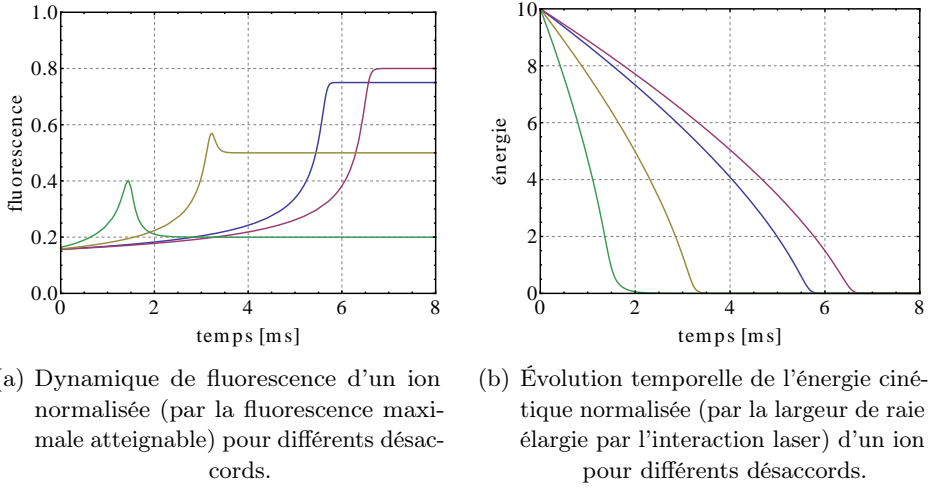 1.0
0.8
0.6
0.4
0.2
0.0
fluorescence
0 2 4 6 8
temps [ms]
10
8
6
4
2
0
énergie
0 2 4 6 8
temps [ms]
a) Dynamique de fluorescence d'un ion
normalisée (par la fluorescence maxi-
male atteignable) pour différents désac-
cords.
(b) Évolution temporelle de l'énergie ciné-
tique normalisée (par la largeur de raie
élargie par l'interaction laser) d'un ion
pour différents désaccords.